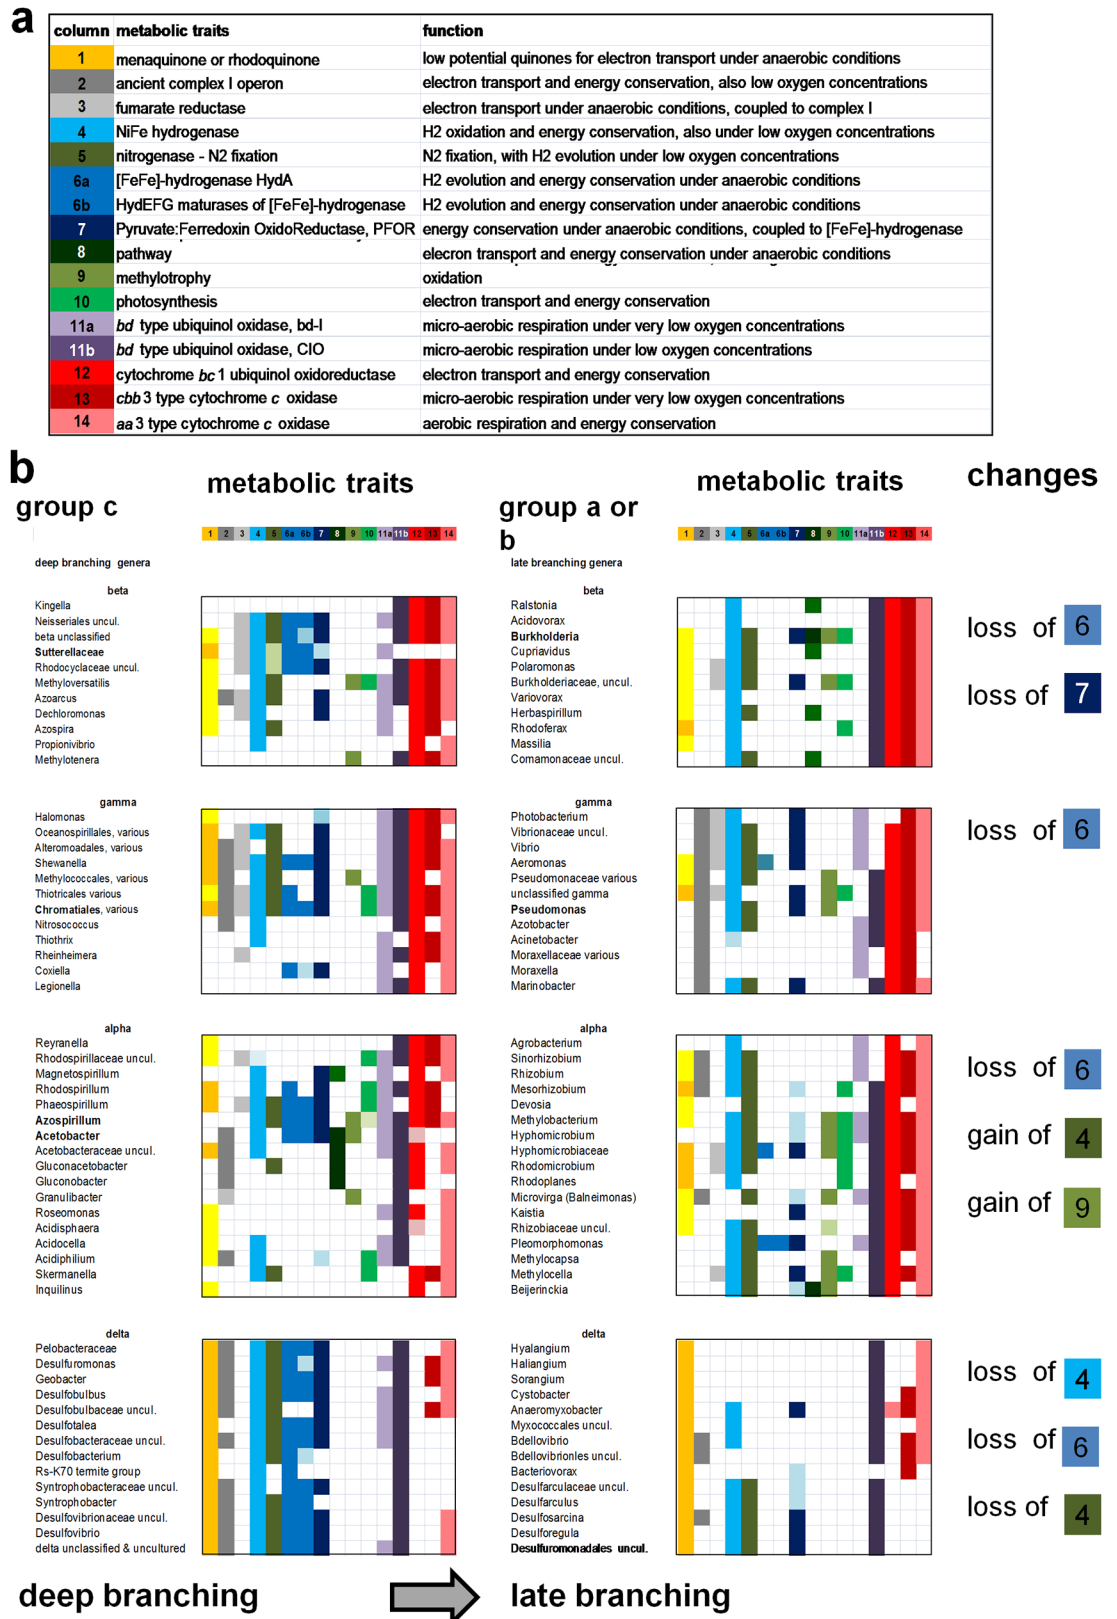 a
column metabolic traits function
1 menaquinone or rhodoquinone low potential quinones for electron transport under anaerobic conditions
2 ancient complex I operon electron transport and energy conservation, also low oxygen concentrations
3 fumarate reductase electron transport under anaerobic conditions, coupled to complex I
4 NiFe hydrogenase H2 oxidation and energy conservation, also under low oxygen concentrations
5 nitrogenase - N2 fixation N2 fixation, with H2 evolution under low oxygen concentrations
6a [FeFe]-hydrogenase HydA H2 evolution and energy conservation under anaerobic conditions
6b HydEFG maturases of [FeFe]-hydrogenase H2 evolution and energy conservation under anaerobic conditions
7 Pyruvate:Ferredoxin OxidoReductase, PFOR energy conservation under anaerobic conditions, coupled to [FeFe]-hydrogenase
8 pathway elecron transport and energy conservation under anaerobic conditions
9 methylotrophy oxidation
10 photosynthesis electron transport and energy conservation
11a bd type ubiquinol oxidase, bd-I micro-aerobic respiration under very low oxygen concentrations
11b bd type ubiquinol oxidase, CIO micro-aerobic respiration under low oxygen concentrations
12 cytochrome bc1 ubiquinol oxidoreductase electron transport and energy conservation
13 cbb3 type cytochrome c oxidase micro-aerobic respiration under very low oxygen concentrations
14 aa3 type cytochrome c oxidase aerobic respiration and energy conservation
b
group c metabolic traits
1 2 3 4 5 6a 6b 7 8 9 10 11a 11b 12 13 14
deep branching genera
beta
Kingella
Neisseriales uncul.
beta unclassified
Sutterellaceae
Rhodocyclaceae uncul.
Methyloversatilis
Azoarcus
Dechloromonas
Azospira
Propionivibrio
Methylotenera
gamma
Halomonas
Oceanospirillales, various
Alteromoadales, various
Shewanella
Methylococcales, various
Thiotricales various
Chromatiales, various
Nitrosococcus
Thiothrix
Rheinheimera
Coxiella
Legionella
alpha
Reyranella
Rhodospirillaceae uncul.
Magnetospirillum
Rhodospirillum
Phaeospirillum
Azospirillum
Acetobacter
Acetobacteraceae uncul.
Gluconacetobacter
Gluconobacter
Granulibacter
Roseomonas
Acidisphaera
Acidocella
Acidiphilium
Skermanella
Inquilinus
delta
Pelobacteraceae
Desulfuromonas
Geobacter
Desulfobulbus
Desulfobulbaceae uncul.
Desulfotalea
Desulfobacteraceae uncul.
Desulfobacterium
Rs-K70 termite group
Syntrophobacteraceae uncul.
Syntrophobacter
Desulfovibrionaceae uncul.
Desulfovibrio
delta unclassified & uncultured
deep branching
group a or b metabolic traits
1 2 3 4 5 6a 6b 7 8 9 10 11a 11b 12 13 14
late breanching genera
beta
Ralstonia
Acidovorax
Burkholderia
Cupriavidus
Polaromonas
Burkholderiaceae, uncul.
Variovorax
Herbaspirillum
Rhodoferax
Massilia
Comamonaceae uncul.
gamma
Photobacterium
Vibrionaceae uncul.
Vibrio
Aeromonas
Pseudomonaceae various
unclassified gamma
Pseudomonas
Azotobacter
Acinetobacter
Moraxellaceae various
Moraxella
Marinobacter
alpha
Agrobacterium
Sinorhizobium
Rhizobium
Mesorhizobium
Devosia
Methylobacterium
Hyphomicrobium
Hyphomicrobiaceae
Rhodomicrobium
Rhodoplanes
Microvirga (Balneimonas)
Kaistia
Rhizobiaceae uncul.
Pleomorphomonas
Methylocapsa
Methylocella
Beijerinckia
delta
Hyalangium
Haliangium
Sorangium
Cystobacter
Anaeromyxobacter
Myxococcales uncul.
Bdellovibrio
Bdellovibrionles uncul.
Bacteriovorax
Desulfarculaceae uncul.
Desulfarculus
Desulfosarcina
Desulforegula
Desulfuromonadales uncul.
late branching
changes
loss of 6
loss of 7
loss of 6
loss of 6
gain of 4
gain of 9
loss of 4
loss of 6
loss of 4